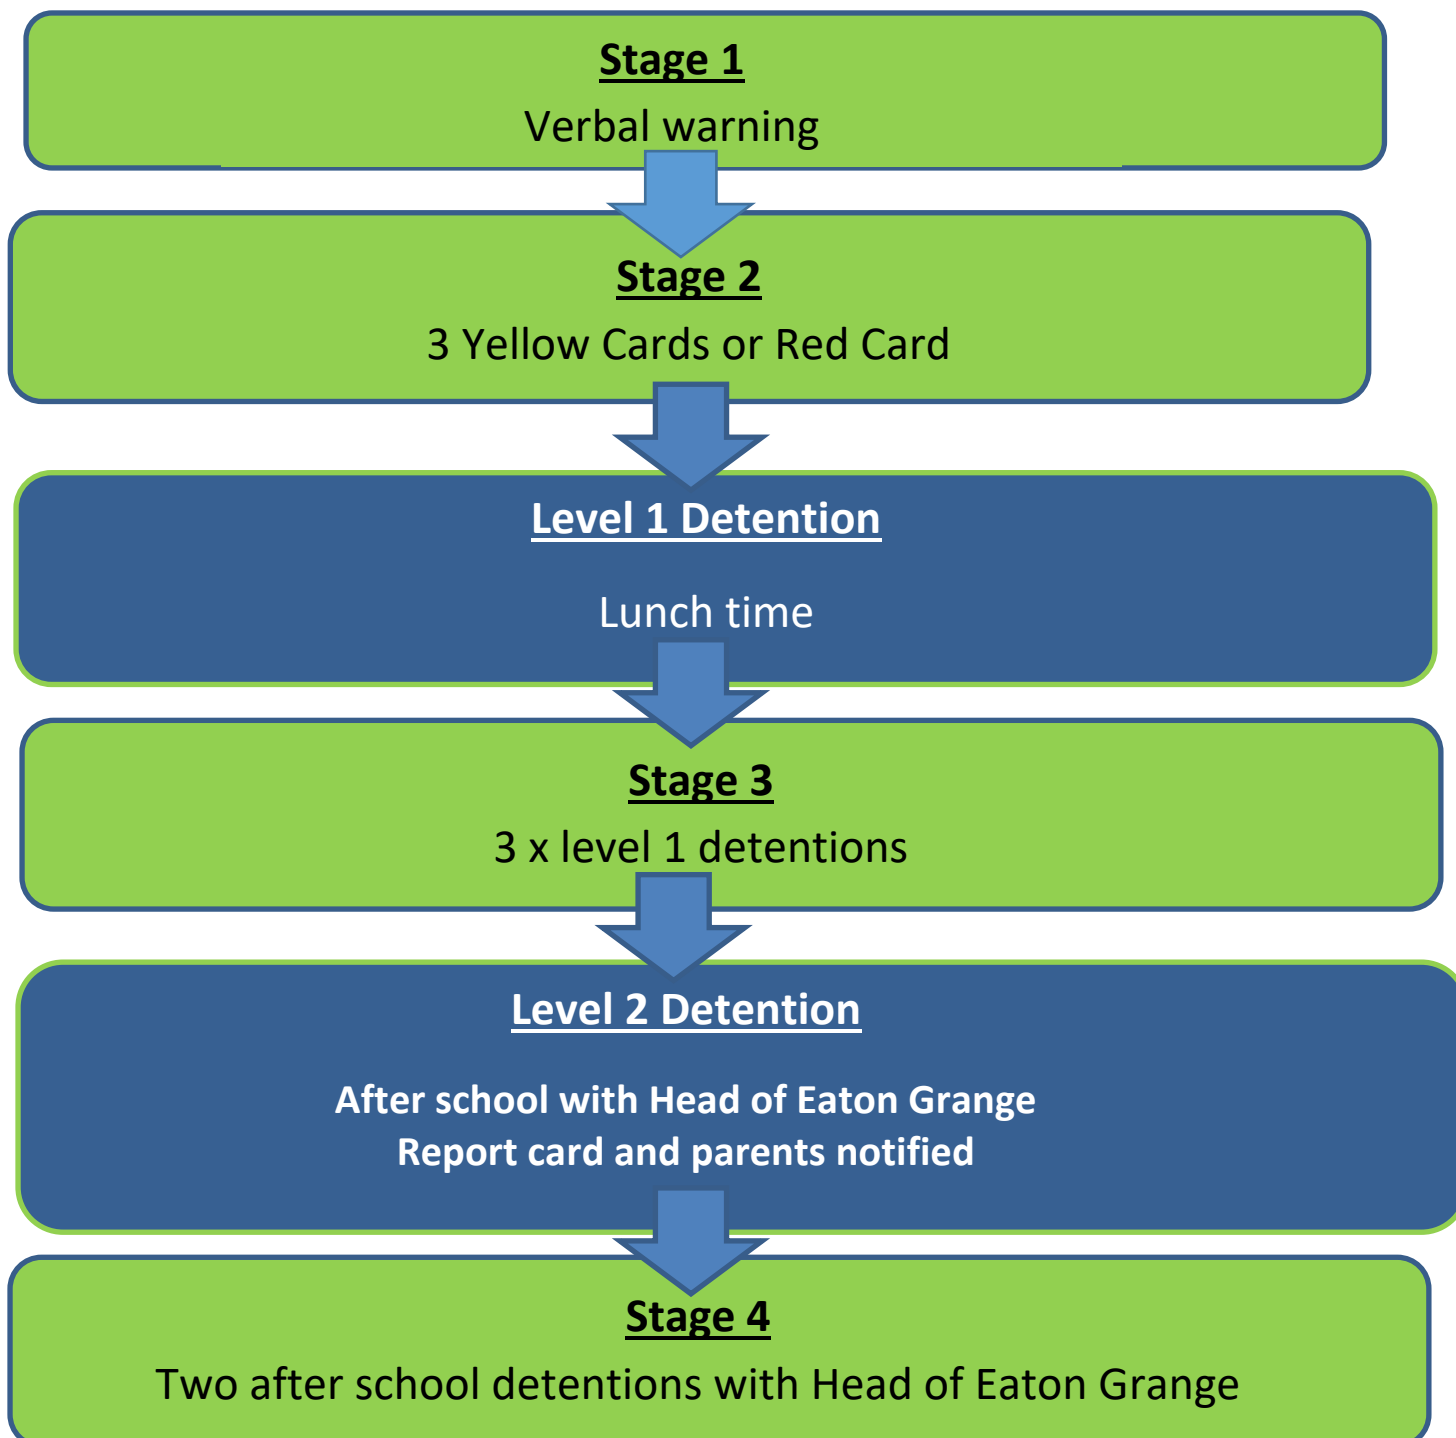 Stage 1
Verbal warning
Stage 2
3 Yellow Cards or Red Card
Level 1 Detention
Lunch time
Stage 3
3 x level 1 detentions
Level 2 Detention
After school with Head of Eaton Grange
Report card and parents notified
Stage 4
Two after school detentions with Head of Eaton Grange